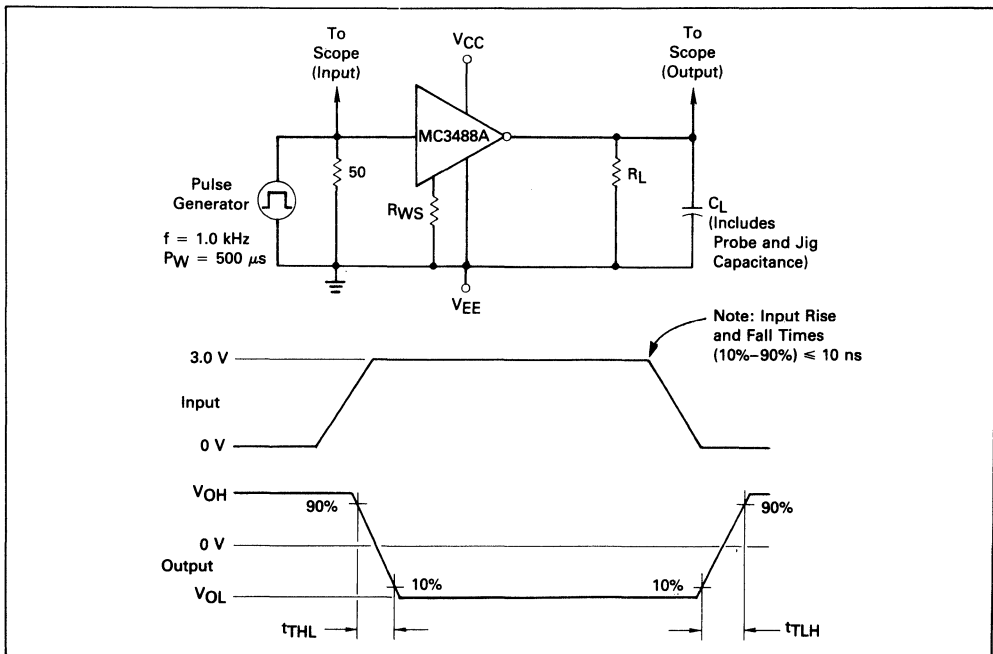 To
Scope
(Input)
VCC
To
Scope
(Output)
MC3488A
50
RL
Pulse
Generator
RWS
CL
(Includes
Probe and Jig
Capacitance)
f = 1.0 kHz
PW = 500 μs
VEE
Note: Input Rise
and Fall Times
(10%–90%) ≤ 10 ns
3.0 V
Input
0 V
VOH
90%
90%
0 V
Output
10%
10%
VOL
tTHL
tTLH